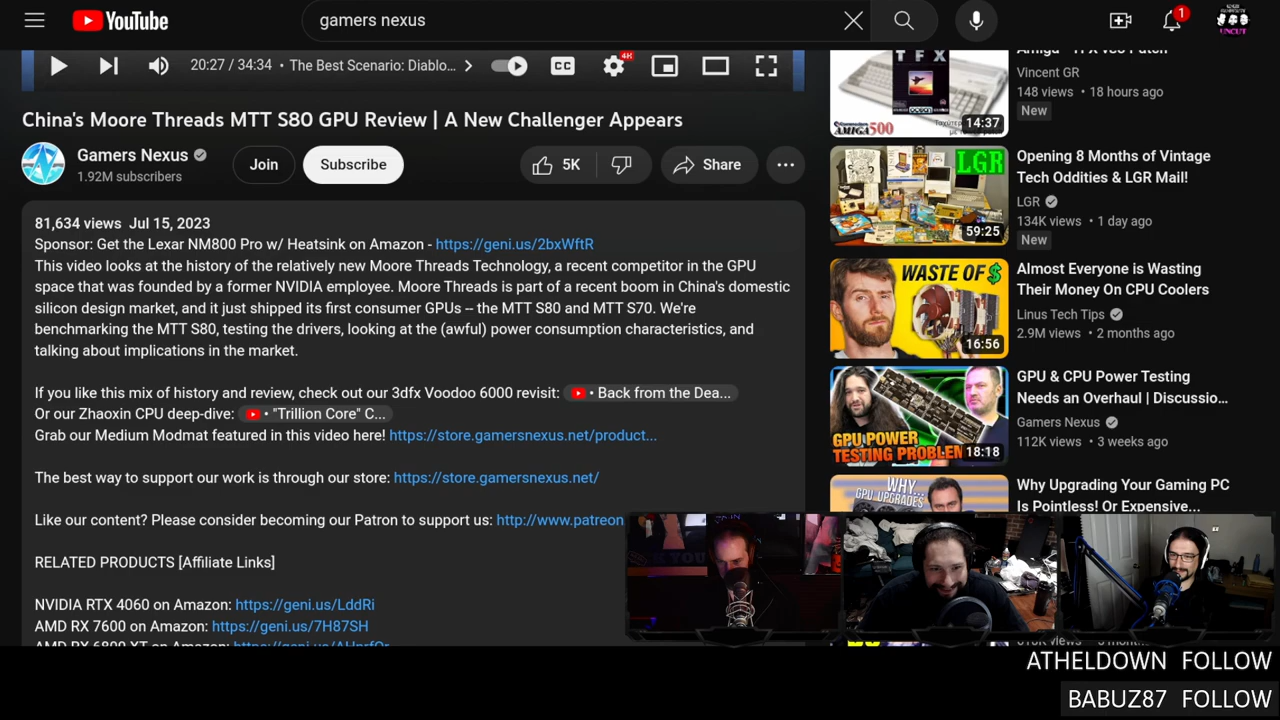 YouTube
gamers nexus
1
20:27 / 34:34 • The Best Scenario: Diablo...
CC
4K
China's Moore Threads MTT S80 GPU Review | A New Challenger Appears
Gamers Nexus
1.92M subscribers
Join
Subscribe
5K
Share
81,634 views Jul 15, 2023
Sponsor: Get the Lexar NM800 Pro w/ Heatsink on Amazon - https://geni.us/2bxWftR
This video looks at the history of the relatively new Moore Threads Technology, a recent competitor in the GPU
space that was founded by a former NVIDIA employee. Moore Threads is part of a recent boom in China's domestic
silicon design market, and it just shipped its first consumer GPUs -- the MTT S80 and MTT S70. We're
benchmarking the MTT S80, testing the drivers, looking at the (awful) power consumption characteristics, and
talking about implications in the market.
If you like this mix of history and review, check out our 3dfx Voodoo 6000 revisit: • Back from the Dea...
Or our Zhaoxin CPU deep-dive: • "Trillion Core" C...
Grab our Medium Modmat featured in this video here! https://store.gamersnexus.net/product...
The best way to support our work is through our store: https://store.gamersnexus.net/
Like our content? Please consider becoming our Patron to support us: http://www.patreon
RELATED PRODUCTS [Affiliate Links]
NVIDIA RTX 4060 on Amazon: https://geni.us/LddRi
AMD RX 7600 on Amazon: https://geni.us/7H87SH
AMD RX 6800 XT on Amazon:
TFX
AMIGA500
14:37
Vincent GR
148 views • 18 hours ago
New
LGR
59:25
Opening 8 Months of Vintage
Tech Oddities & LGR Mail!
LGR
134K views • 1 day ago
New
WASTE OF $
16:56
Almost Everyone is Wasting
Their Money On CPU Coolers
Linus Tech Tips
2.9M views • 2 months ago
GPU POWER
TESTING PROBLEM
18:18
GPU & CPU Power Testing
Needs an Overhaul | Discussio...
Gamers Nexus
112K views • 3 weeks ago
WHY...
GPU UPGRADES
Why Upgrading Your Gaming PC
Is Pointless! Or Expensive...
ATHELDOWN FOLLOW
BABUZ87 FOLLOW